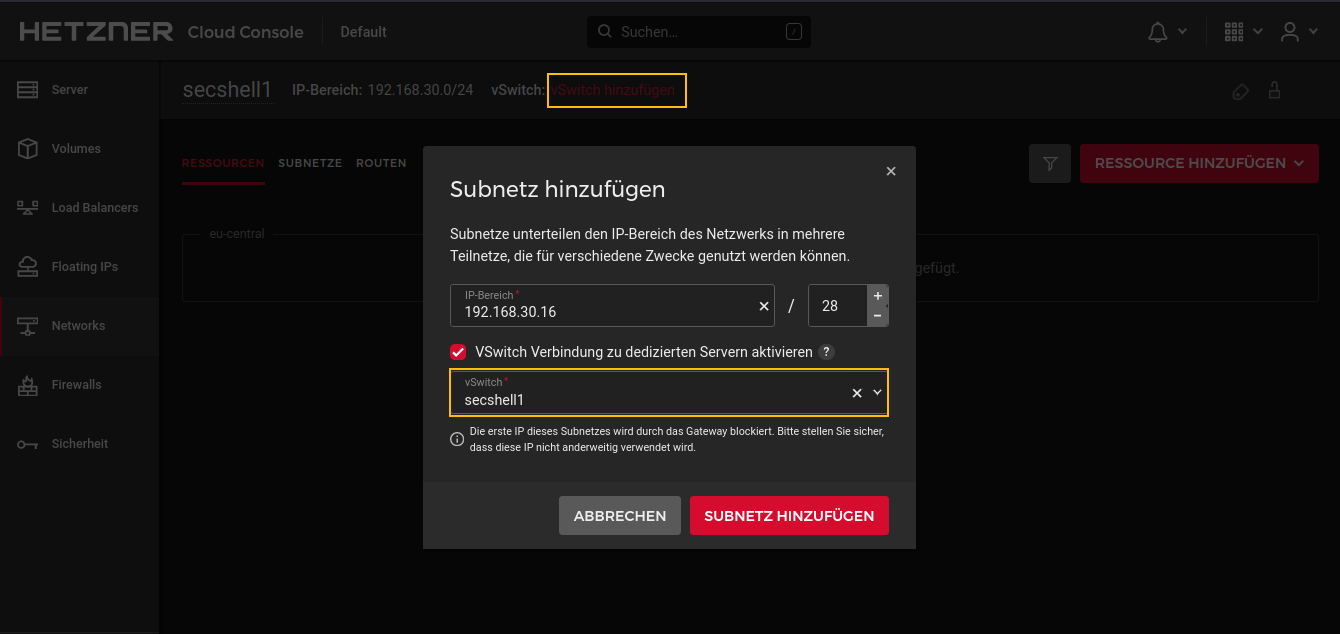 HETZNER Cloud Console Default Suchen... /
Server
Volumes
Load Balancers
Floating IPs
Networks
Firewalls
Sicherheit
secshell1 IP-Bereich: 192.168.30.0/24 vSwitch: vSwitch hinzufügen
RESSOURCEN SUBNETZE ROUTEN
RESSOURCE HINZUFÜGEN
eu-central
gefügt.
Subnetz hinzufügen
Subnetze unterteilen den IP-Bereich des Netzwerks in mehrere
Teilnetze, die für verschiedene Zwecke genutzt werden können.
IP-Bereich *
192.168.30.16 / 28
VSwitch Verbindung zu dedizierten Servern aktivieren ?
vSwitch *
secshell1
Die erste IP dieses Subnetzes wird durch das Gateway blockiert. Bitte stellen Sie sicher,
dass diese IP nicht anderweitig verwendet wird.
ABBRECHEN SUBNETZ HINZUFÜGEN